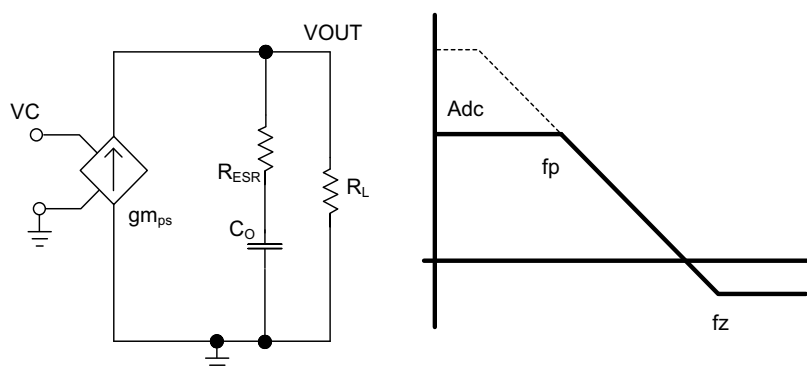 VOUT
VC
Adc
R_ESR
fp
R_L
gm_ps
C_O
fz